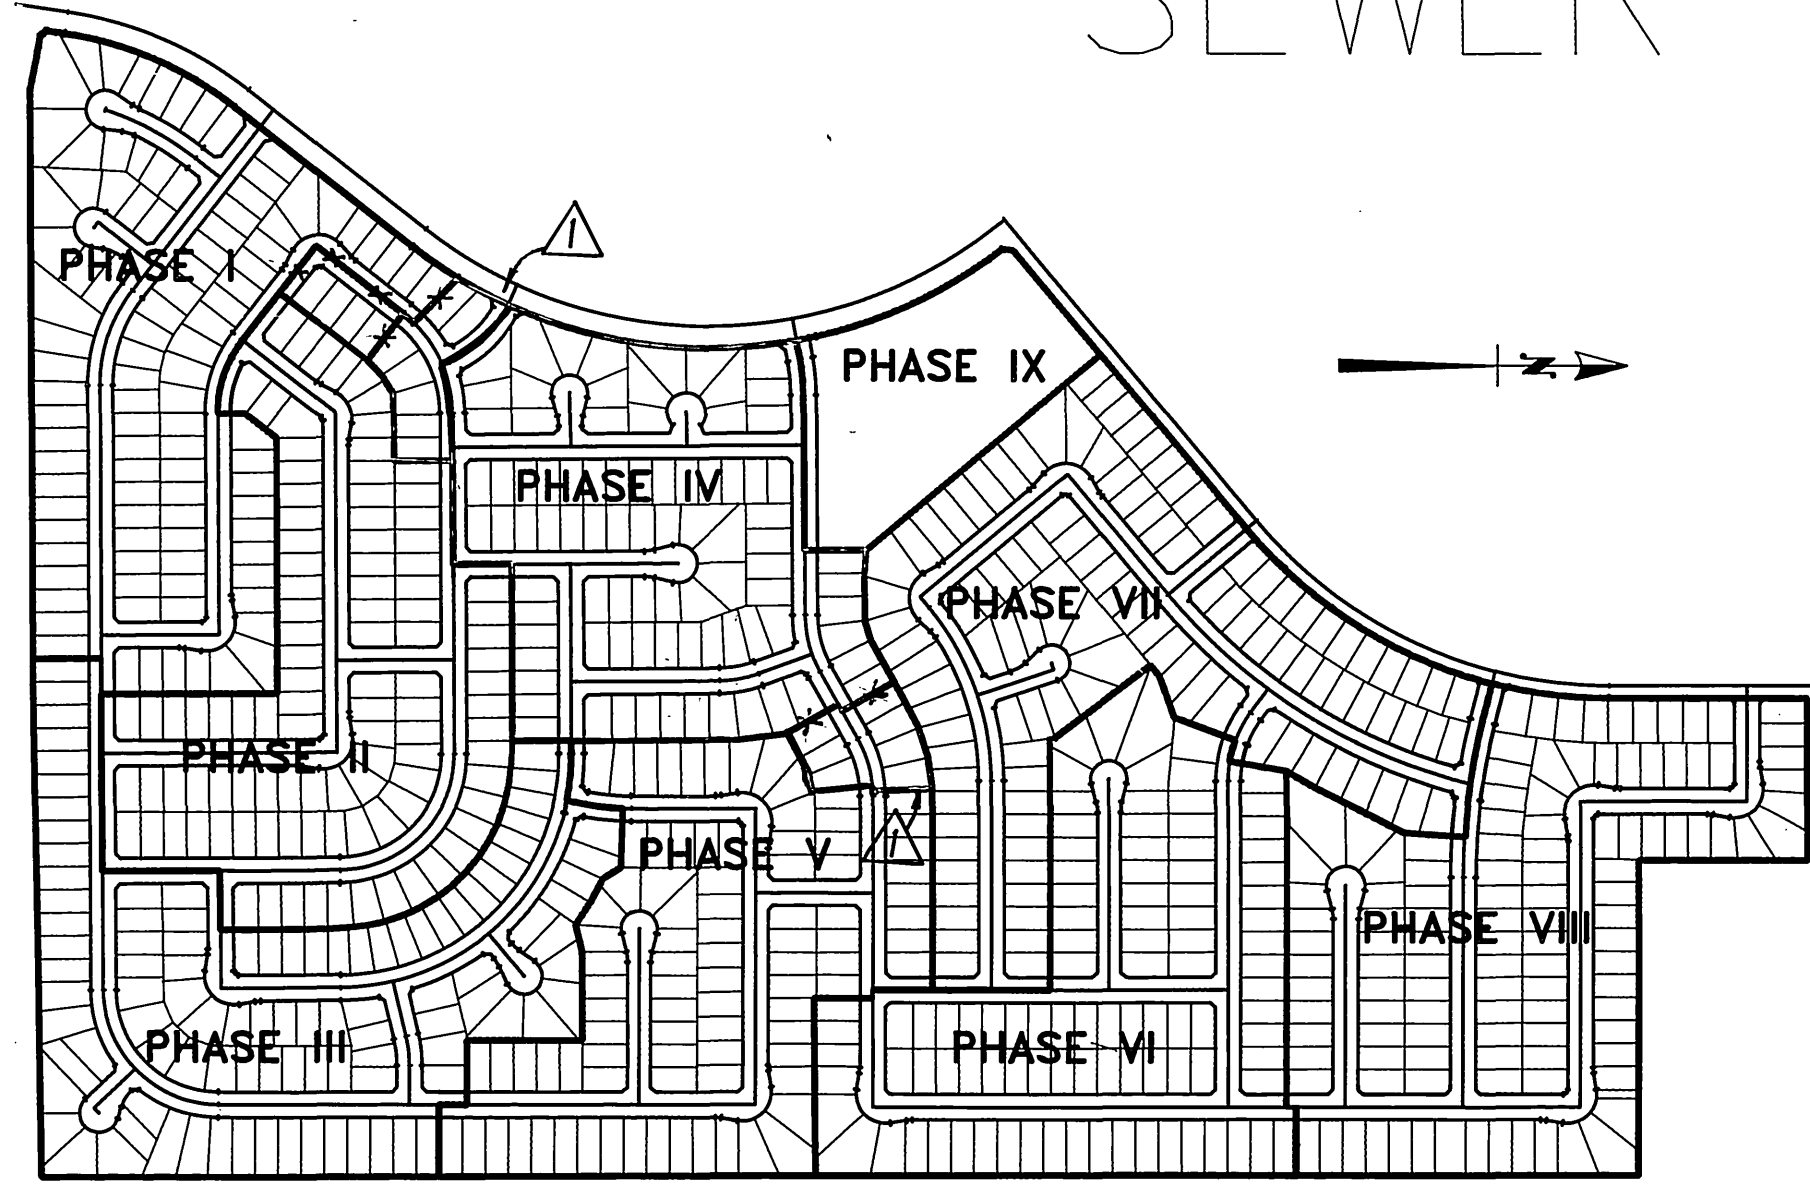 SEWER
1
PHASE I
PHASE IX
N
PHASE IV
PHASE VII
PHASE II
PHASE V
1
PHASE VIII
PHASE III
PHASE VI